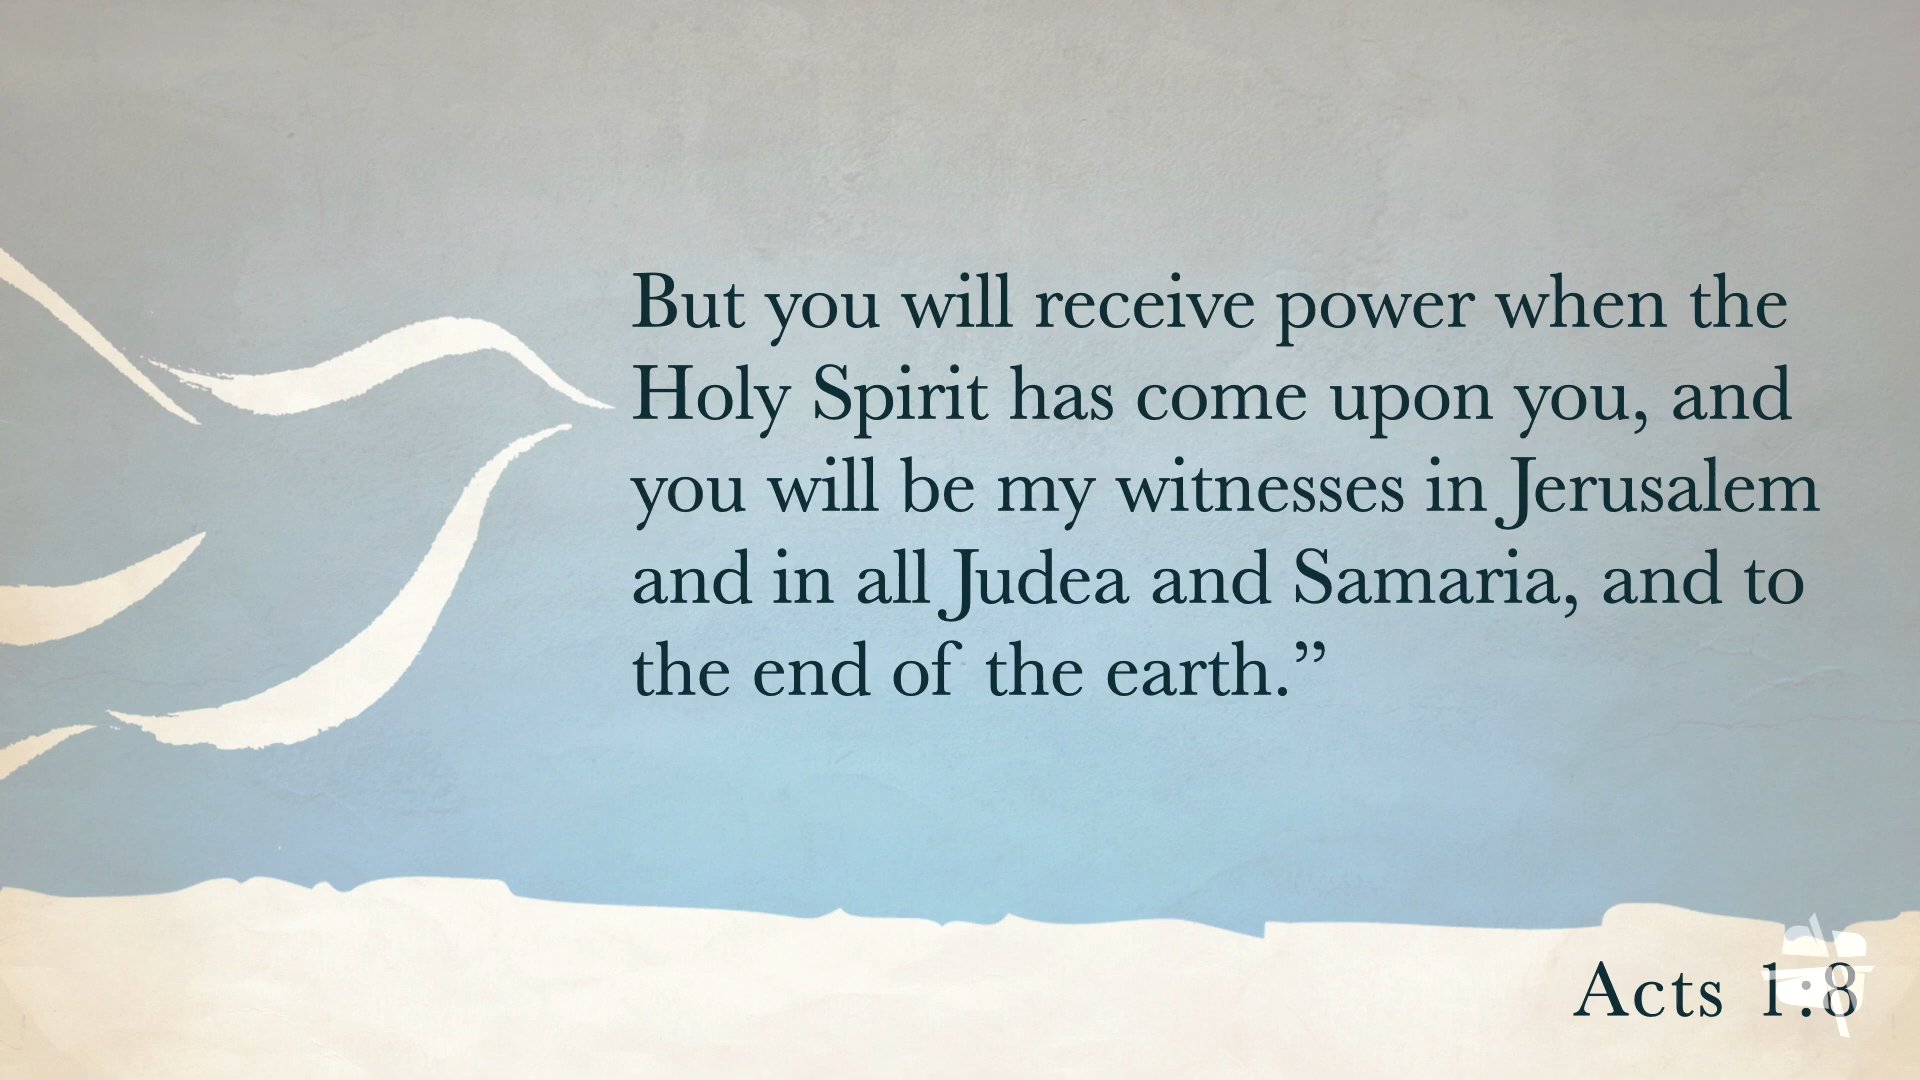 But you will receive power when the
Holy Spirit has come upon you, and
you will be my witnesses in Jerusalem
and in all Judea and Samaria, and to
the end of the earth.”
Acts 1:8